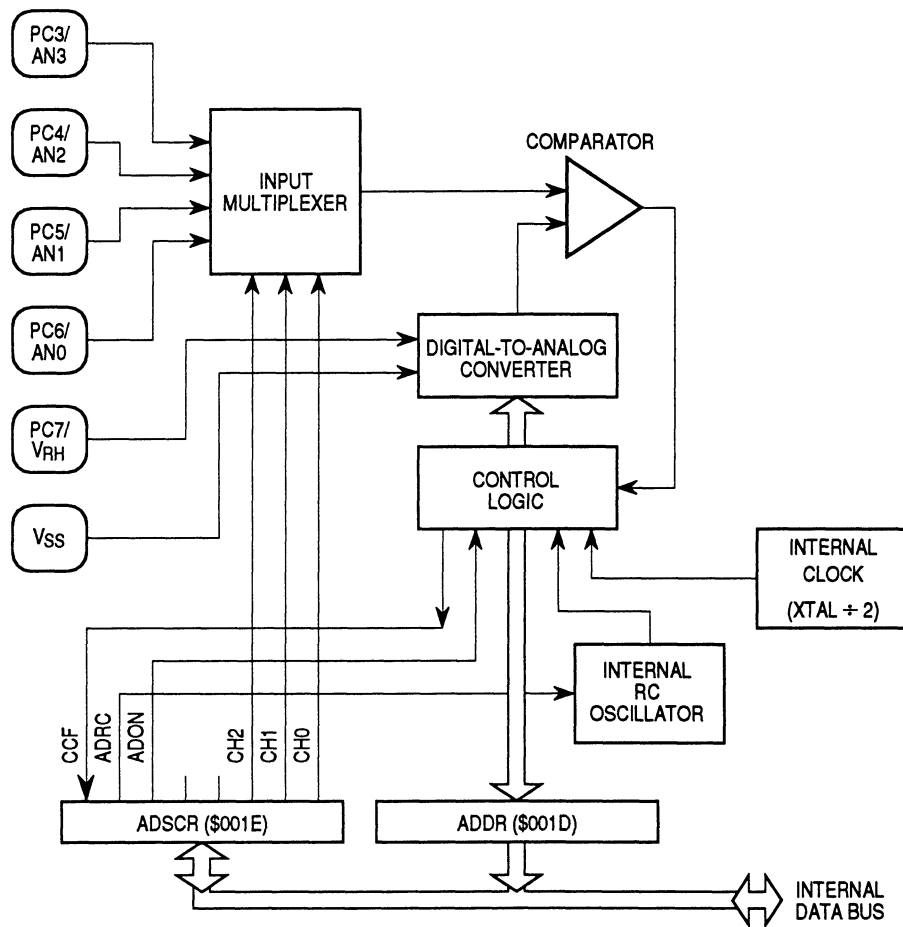 PC3/
AN3
PC4/
AN2
PC5/
AN1
PC6/
AN0
PC7/
VRH
VSS
INPUT
MULTIPLEXER
COMPARATOR
DIGITAL-TO-ANALOG
CONVERTER
CONTROL
LOGIC
INTERNAL
CLOCK
(XTAL ÷ 2)
INTERNAL
RC
OSCILLATOR
CCF
ADRC
ADON
CH2
CH1
CH0
ADSCR ($001E)
ADDR ($001D)
INTERNAL
DATA BUS